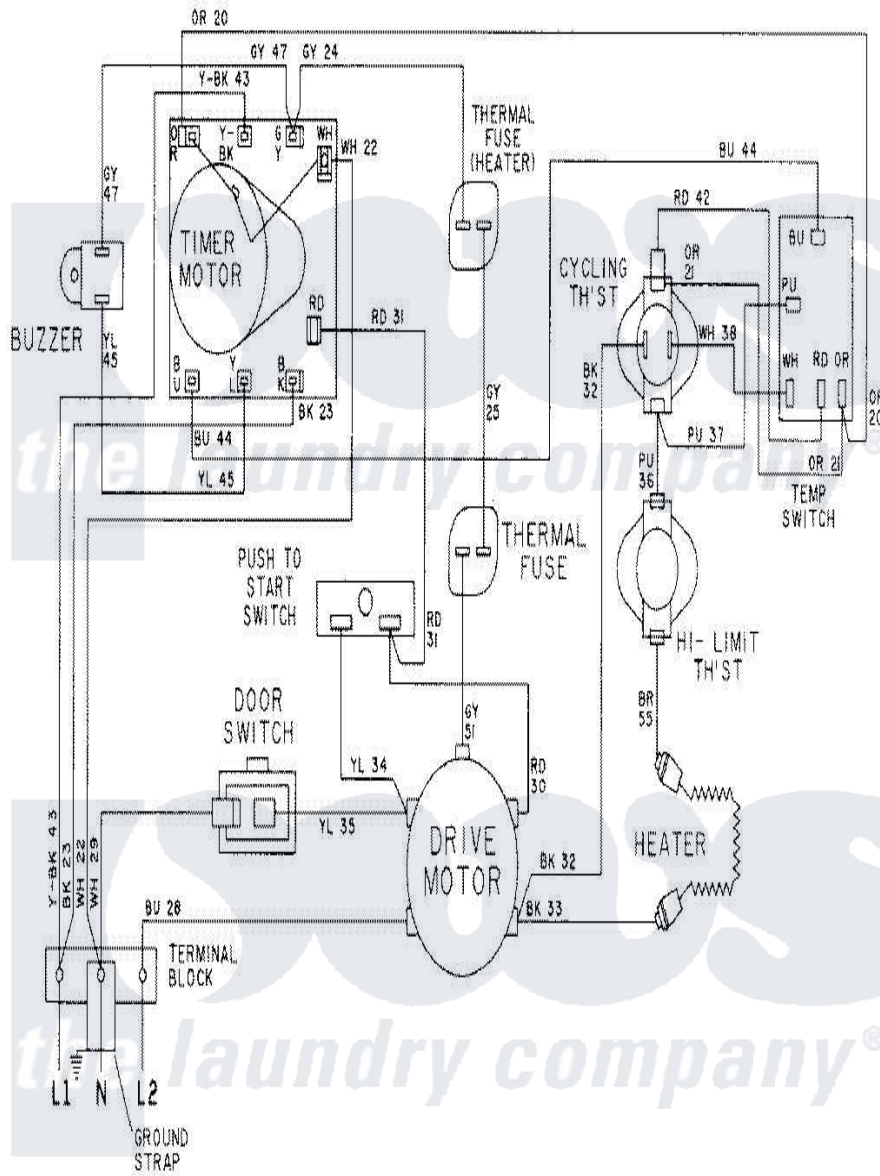 OR 20
GY 47
GY 24
Y-BK 43
THERMAL
FUSE
(HEATER)
O
R
Y-
BK
G
Y
WH
WH 22
BU 44
GY
47
RD 42
TIMER
MOTOR
BU
CYCLING
TH'ST
OR
21
PU
BUZZER
YL
45
RD
RD 31
WH 38
B
U
Y
L
B
K
BK
32
WH
RD
OR
GY
25
BK 23
OR
20
BU 44
PU 37
YL 45
PU
36
OR 21
the laundry company®
TEMP
SWITCH
PUSH TO
START
SWITCH
THERMAL
FUSE
RD
31
HI-LIMIT
TH'ST
DOOR
SWITCH
GY
51
BR
55
YL 34
RD
30
YL 35
DRIVE
MOTOR
HEATER
Y-BK 43
BK 23
WH 22
WH 29
BK 32
BU 28
BK 33
TERMINAL
BLOCK
the laundry company®
L1
N
L2
GROUND
STRAP